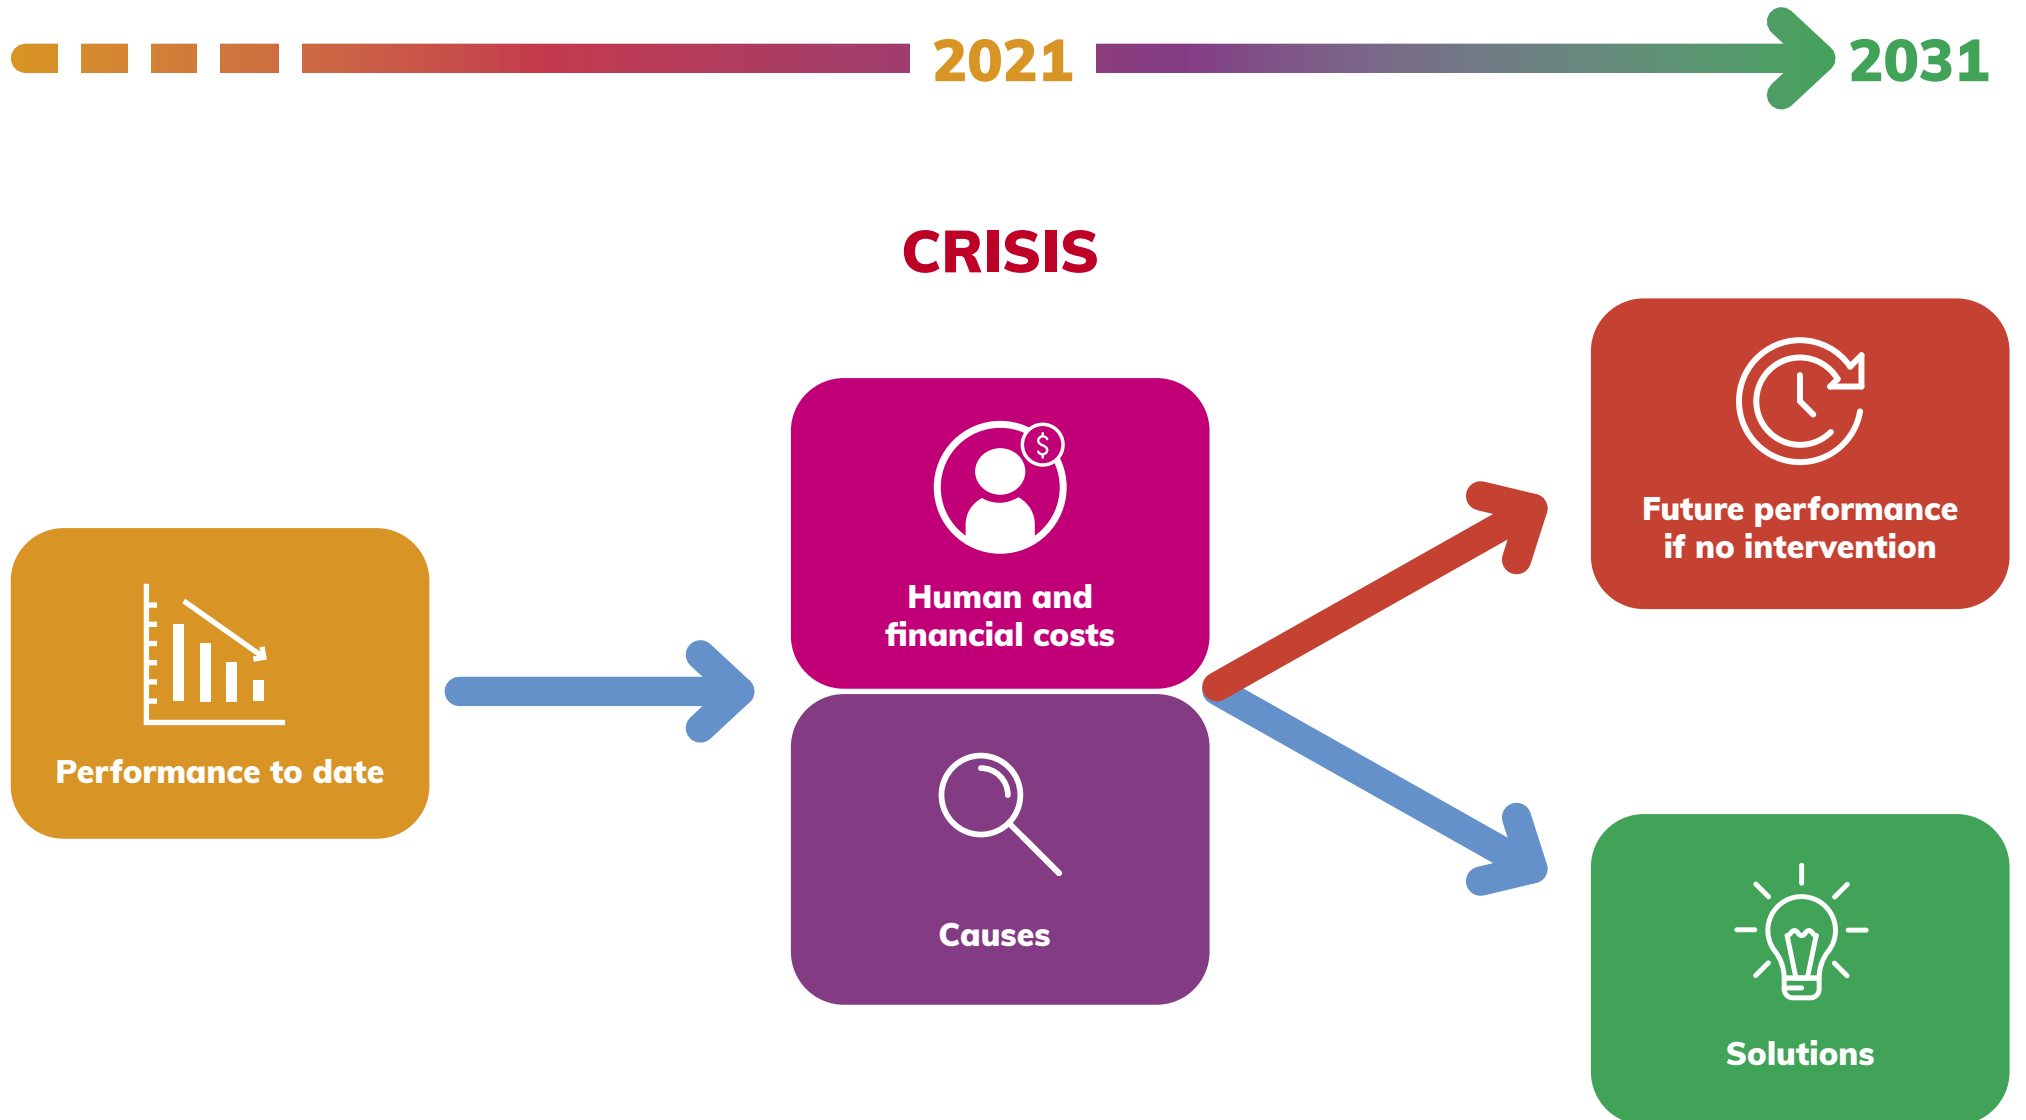 2021
2031
CRISIS
Performance to date
Human and
financial costs
$
Causes
Future performance
if no intervention
Solutions